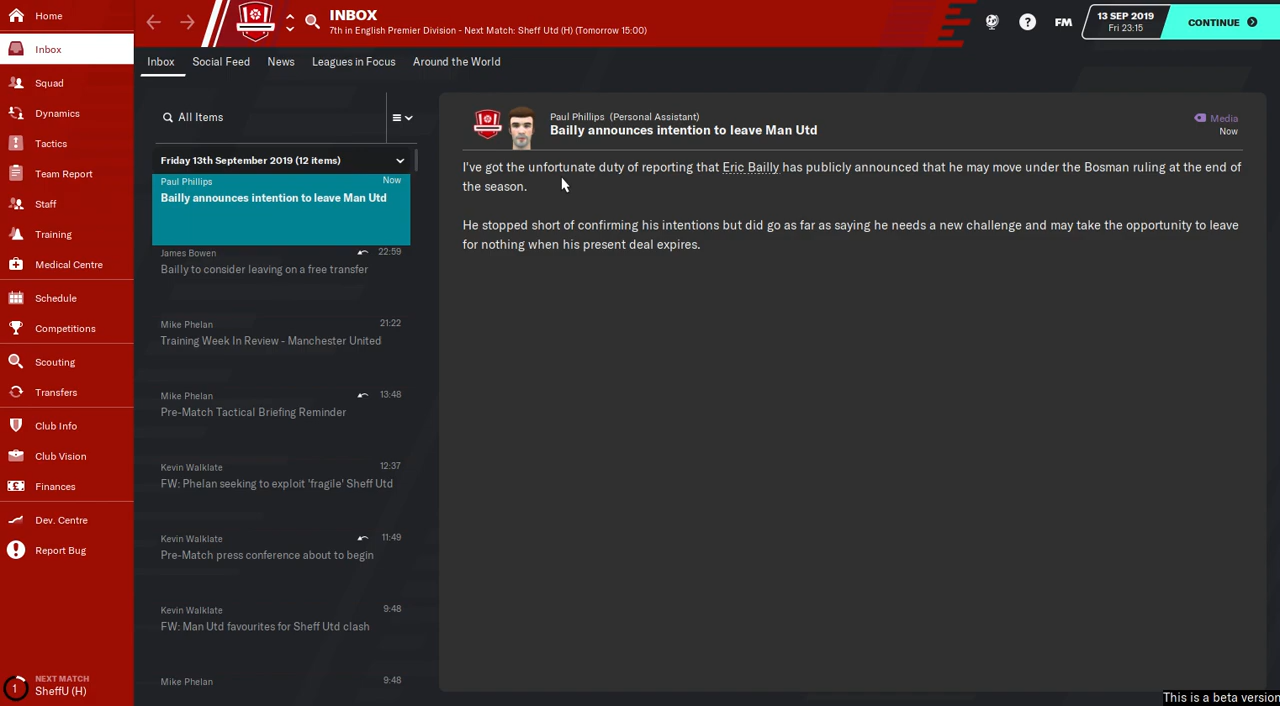 Home
Inbox
Squad
Dynamics
Tactics
Team Report
Staff
Training
Medical Centre
Schedule
Competitions
Scouting
Transfers
Club Info
Club Vision
Finances
Dev. Centre
Report Bug
1
NEXT MATCH
SheffU (H)
INBOX
7th in English Premier Division - Next Match: Sheff Utd (H) (Tomorrow 15:00)
?
FM
13 SEP 2019
Fri 23:15
CONTINUE
Inbox Social Feed News Leagues in Focus Around the World
All Items
Friday 13th September 2019 (12 items)
Paul Phillips Now
Bailly announces intention to leave Man Utd
James Bowen 22:59
Bailly to consider leaving on a free transfer
Mike Phelan 21:22
Training Week In Review - Manchester United
Mike Phelan 13:48
Pre-Match Tactical Briefing Reminder
Kevin Walklate 12:37
FW: Phelan seeking to exploit 'fragile' Sheff Utd
Kevin Walklate 11:49
Pre-Match press conference about to begin
Kevin Walklate 9:48
FW: Man Utd favourites for Sheff Utd clash
Mike Phelan 9:48
Paul Phillips (Personal Assistant)
Bailly announces intention to leave Man Utd
Media
Now
I've got the unfortunate duty of reporting that Eric Bailly has publicly announced that he may move under the Bosman ruling at the end of
the season.
He stopped short of confirming his intentions but did go as far as saying he needs a new challenge and may take the opportunity to leave
for nothing when his present deal expires.
This is a beta version